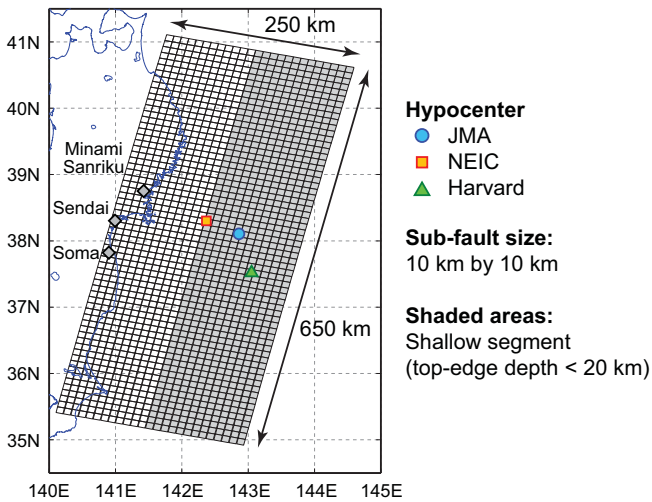 250 km
41N
40N
39N
38N
37N
36N
35N
140E 141E 142E 143E 144E 145E
Minami
Sanriku
Sendai
Soma
650 km
Hypocenter
JMA
NEIC
Harvard
Sub-fault size:
10 km by 10 km
Shaded areas:
Shallow segment
(top-edge depth < 20 km)